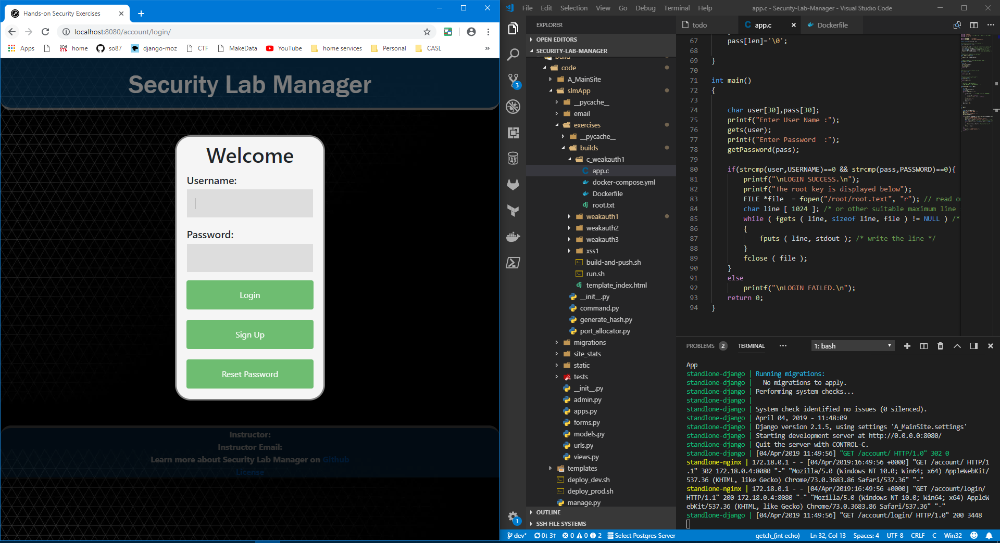 Hands-on Security Exercises
localhost:8080/account/login/
Apps
one RTN home
so87
django-moz
CTF
MakeData
YouTube
home services
Personal
CASL
»
Security Lab Manager
Welcome
Username:
Password:
Login
Sign Up
Reset Password
Instructor:
Instructor Email:
Learn more about Security Lab Manager on Github
License
File Edit Selection View Go Debug Terminal Help
app.c - Security-Lab-Manager - Visual Studio Code
EXPLORER
OPEN EDITORS
SECURITY-LAB-MANAGER
build
code
A_MainSite
slmApp
__pycache__
email
exercises
__pycache__
builds
c_weakauth1
app.c
docker-compose.yml
Dockerfile
root.txt
weakauth1
weakauth2
weakauth3
xss1
build-and-push.sh
run.sh
template_index.html
__init__.py
command.py
generate_hash.py
port_allocator.py
migrations
site_stats
static
tests
__init__.py
admin.py
apps.py
forms.py
models.py
urls.py
views.py
templates
deploy_dev.sh
deploy_prod.sh
manage.py
OUTLINE
SSH FILE SYSTEMS
3
1
todo
app.c
Dockerfile
67 pass[len]='\0';
68
69 }
70
71 int main()
72 {
73
74 char user[30],pass[30];
75 printf("Enter User Name :");
76 gets(user);
77 printf("Enter Password  :");
78 getPassword(pass);
79
80 if(strcmp(user,USERNAME)==0 && strcmp(pass,PASSWORD)==0){
81 printf("\nLOGIN SUCCESS.\n");
82 printf("The root key is displayed below");
83 FILE *file  = fopen("/root/root.text", "r"); // read o
84 char line [ 1024 ]; /* or other suitable maximum line
85 while ( fgets ( line, sizeof line, file ) != NULL ) /*
86 {
87 fputs ( line, stdout ); /* write the line */
88 }
89 fclose ( file );
90 }
91 else
92 printf("\nLOGIN FAILED.\n");
93 return 0;
94 }
PROBLEMS 2 TERMINAL ··· 1: bash
App
standlone-django | Running migrations:
standlone-django |   No migrations to apply.
standlone-django | Performing system checks...
standlone-django |
standlone-django | System check identified no issues (0 silenced).
standlone-django | April 04, 2019 - 11:48:09
standlone-django | Django version 2.1.5, using settings 'A_MainSite.settings'
standlone-django | Starting development server at http://0.0.0.0:8080/
standlone-django | Quit the server with CONTROL-C.
standlone-django | [04/Apr/2019 11:49:56] "GET /account/ HTTP/1.0" 302 0
standlone-nginx | 172.18.0.1 - - [04/Apr/2019:16:49:56 +0000] "GET /account/ HTTP/1
.1" 302 172.18.0.4:8080 "-" "Mozilla/5.0 (Windows NT 10.0; Win64; x64) AppleWebKit/
537.36 (KHTML, like Gecko) Chrome/73.0.3683.86 Safari/537.36" "-"
standlone-nginx | 172.18.0.1 - - [04/Apr/2019:16:49:56 +0000] "GET /account/login/
HTTP/1.1" 200 172.18.0.4:8080 "-" "Mozilla/5.0 (Windows NT 10.0; Win64; x64) AppleW
ebKit/537.36 (KHTML, like Gecko) Chrome/73.0.3683.86 Safari/537.36" "-"
standlone-django | [04/Apr/2019 11:49:56] "GET /account/login/ HTTP/1.0" 200 3448
dev* 0↓ 3↑ 0 0 2 Select Postgres Server getch_(int echo) Ln 32, Col 13 Spaces: 4 UTF-8 CRLF C Win32